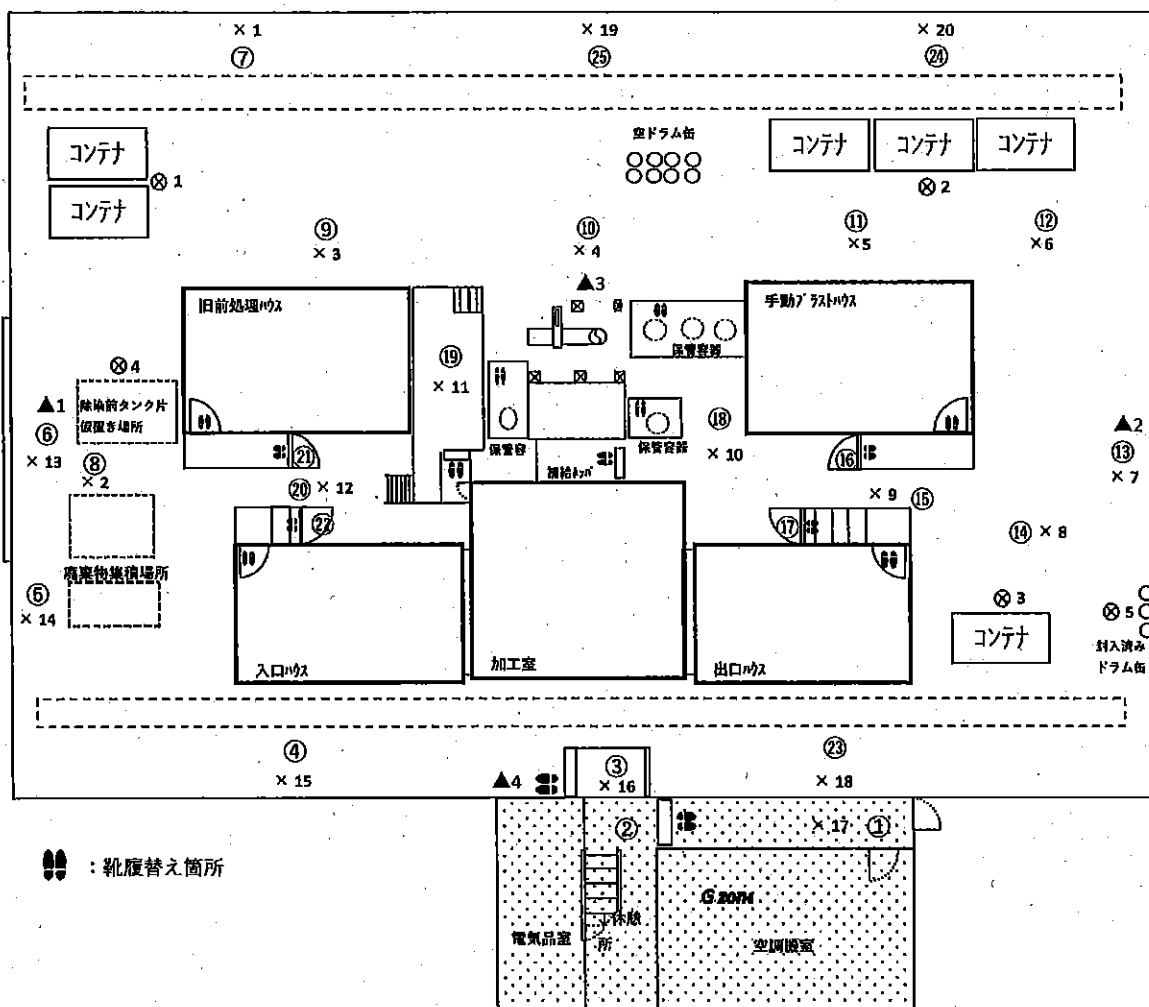 × 1
× 19
× 20
⑦
㉕
㉔
コンテナ
コンテナ
⊗ 1
空ドラム缶
コンテナ
コンテナ
コンテナ
⊗ 2
⑨
× 3
⑩
× 4
⑪
×5
⑫
×6
▲3
旧前処理ハウス
手動ブラストハウス
保管容器
⑲
× 11
⊗4
除染前タンク片
仮置き場所
▲1
⑥
× 13
⑧
× 2
⑱
× 10
保管容
保管容器
▲2
⑬
× 7
㉑
⑯
⑳
× 12
× 9
⑮
㉒
⑰
⑭
× 8
廃棄物集積場所
⑤
× 14
⊗ 3
コンテナ
⊗ 5
封入済み
ドラム缶
入口ハウス
加工室
出口ハウス
④
× 15
▲4
③
× 16
㉓
× 18
②
× 17
①
：靴履替え箇所
G zone
電気品室
休憩
所
空調機室